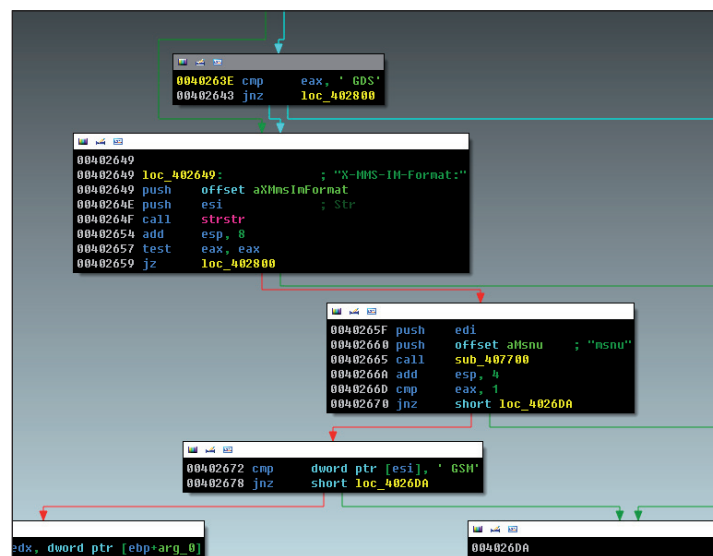 0040263E cmp eax, ' GDS'
00402643 jnz loc_402800
00402649
00402649 loc_402649: ; "X-MMS-IM-Format:"
00402649 push offset aXMmsImFormat
0040264E push esi ; Str
0040264F call strstr
00402654 add esp, 8
00402657 test eax, eax
00402659 jz loc_402800
0040265F push edi
00402660 push offset aMsnu ; "msnu"
00402665 call sub_407700
0040266A add esp, 4
0040266D cmp eax, 1
00402670 jnz short loc_4026DA
00402672 cmp dword ptr [esi], ' GSM'
00402678 jnz short loc_4026DA
edx, dword ptr [ebp+arg_0]
004026DA